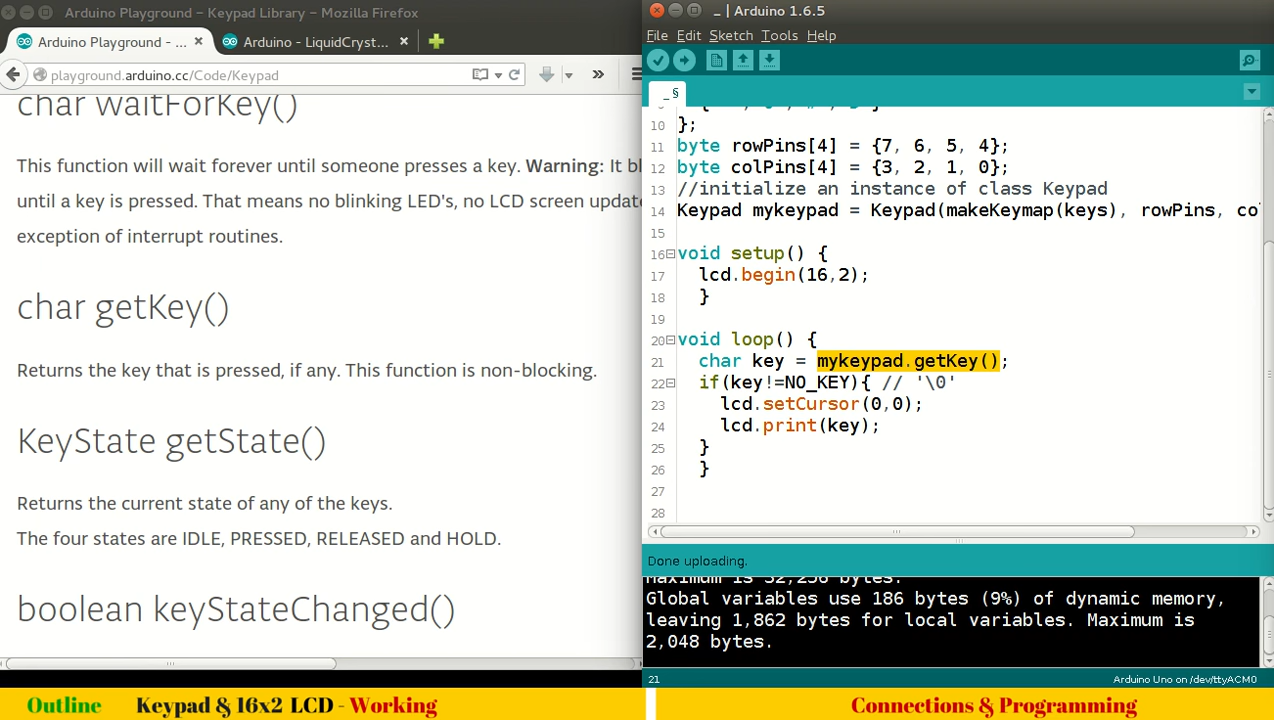 Arduino Playground - Keypad Library - Mozilla Firefox
Arduino Playground - ...
Arduino - LiquidCryst...
playground.arduino.cc/Code/Keypad
char waitForKey()
This function will wait forever until someone presses a key. Warning: It bl
until a key is pressed. That means no blinking LED's, no LCD screen update
exception of interrupt routines.
char getKey()
Returns the key that is pressed, if any. This function is non-blocking.
KeyState getState()
Returns the current state of any of the keys.
The four states are IDLE, PRESSED, RELEASED and HOLD.
boolean keyStateChanged()
_ | Arduino 1.6.5
File Edit Sketch Tools Help
_ §
10 };
11 byte rowPins[4] = {7, 6, 5, 4};
12 byte colPins[4] = {3, 2, 1, 0};
13 //initialize an instance of class Keypad
14 Keypad mykeypad = Keypad(makeKeymap(keys), rowPins, co
15
16 void setup() {
17 lcd.begin(16,2);
18 }
19
20 void loop() {
21 char key = mykeypad.getKey();
22 if(key!=NO_KEY){ // '\0'
23 lcd.setCursor(0,0);
24 lcd.print(key);
25 }
26 }
27
28
Done uploading.
Maximum is 32,256 bytes.
Global variables use 186 bytes (9%) of dynamic memory,
leaving 1,862 bytes for local variables. Maximum is
2,048 bytes.
21
Arduino Uno on /dev/ttyACM0
Outline Keypad & 16x2 LCD - Working
Connections & Programming